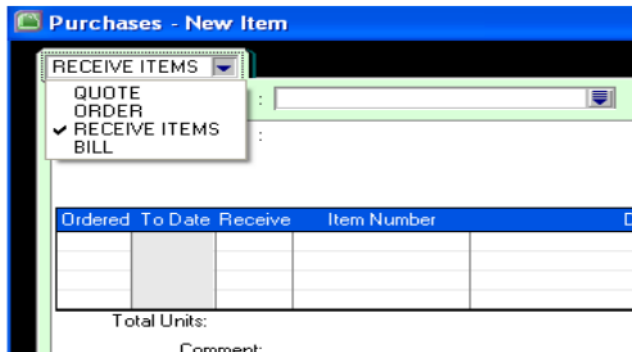 Purchases - New Item
RECEIVE ITEMS
QUOTE
ORDER
RECEIVE ITEMS
BILL
:
:
Ordered To Date Receive Item Number D
Total Units:
Comment: